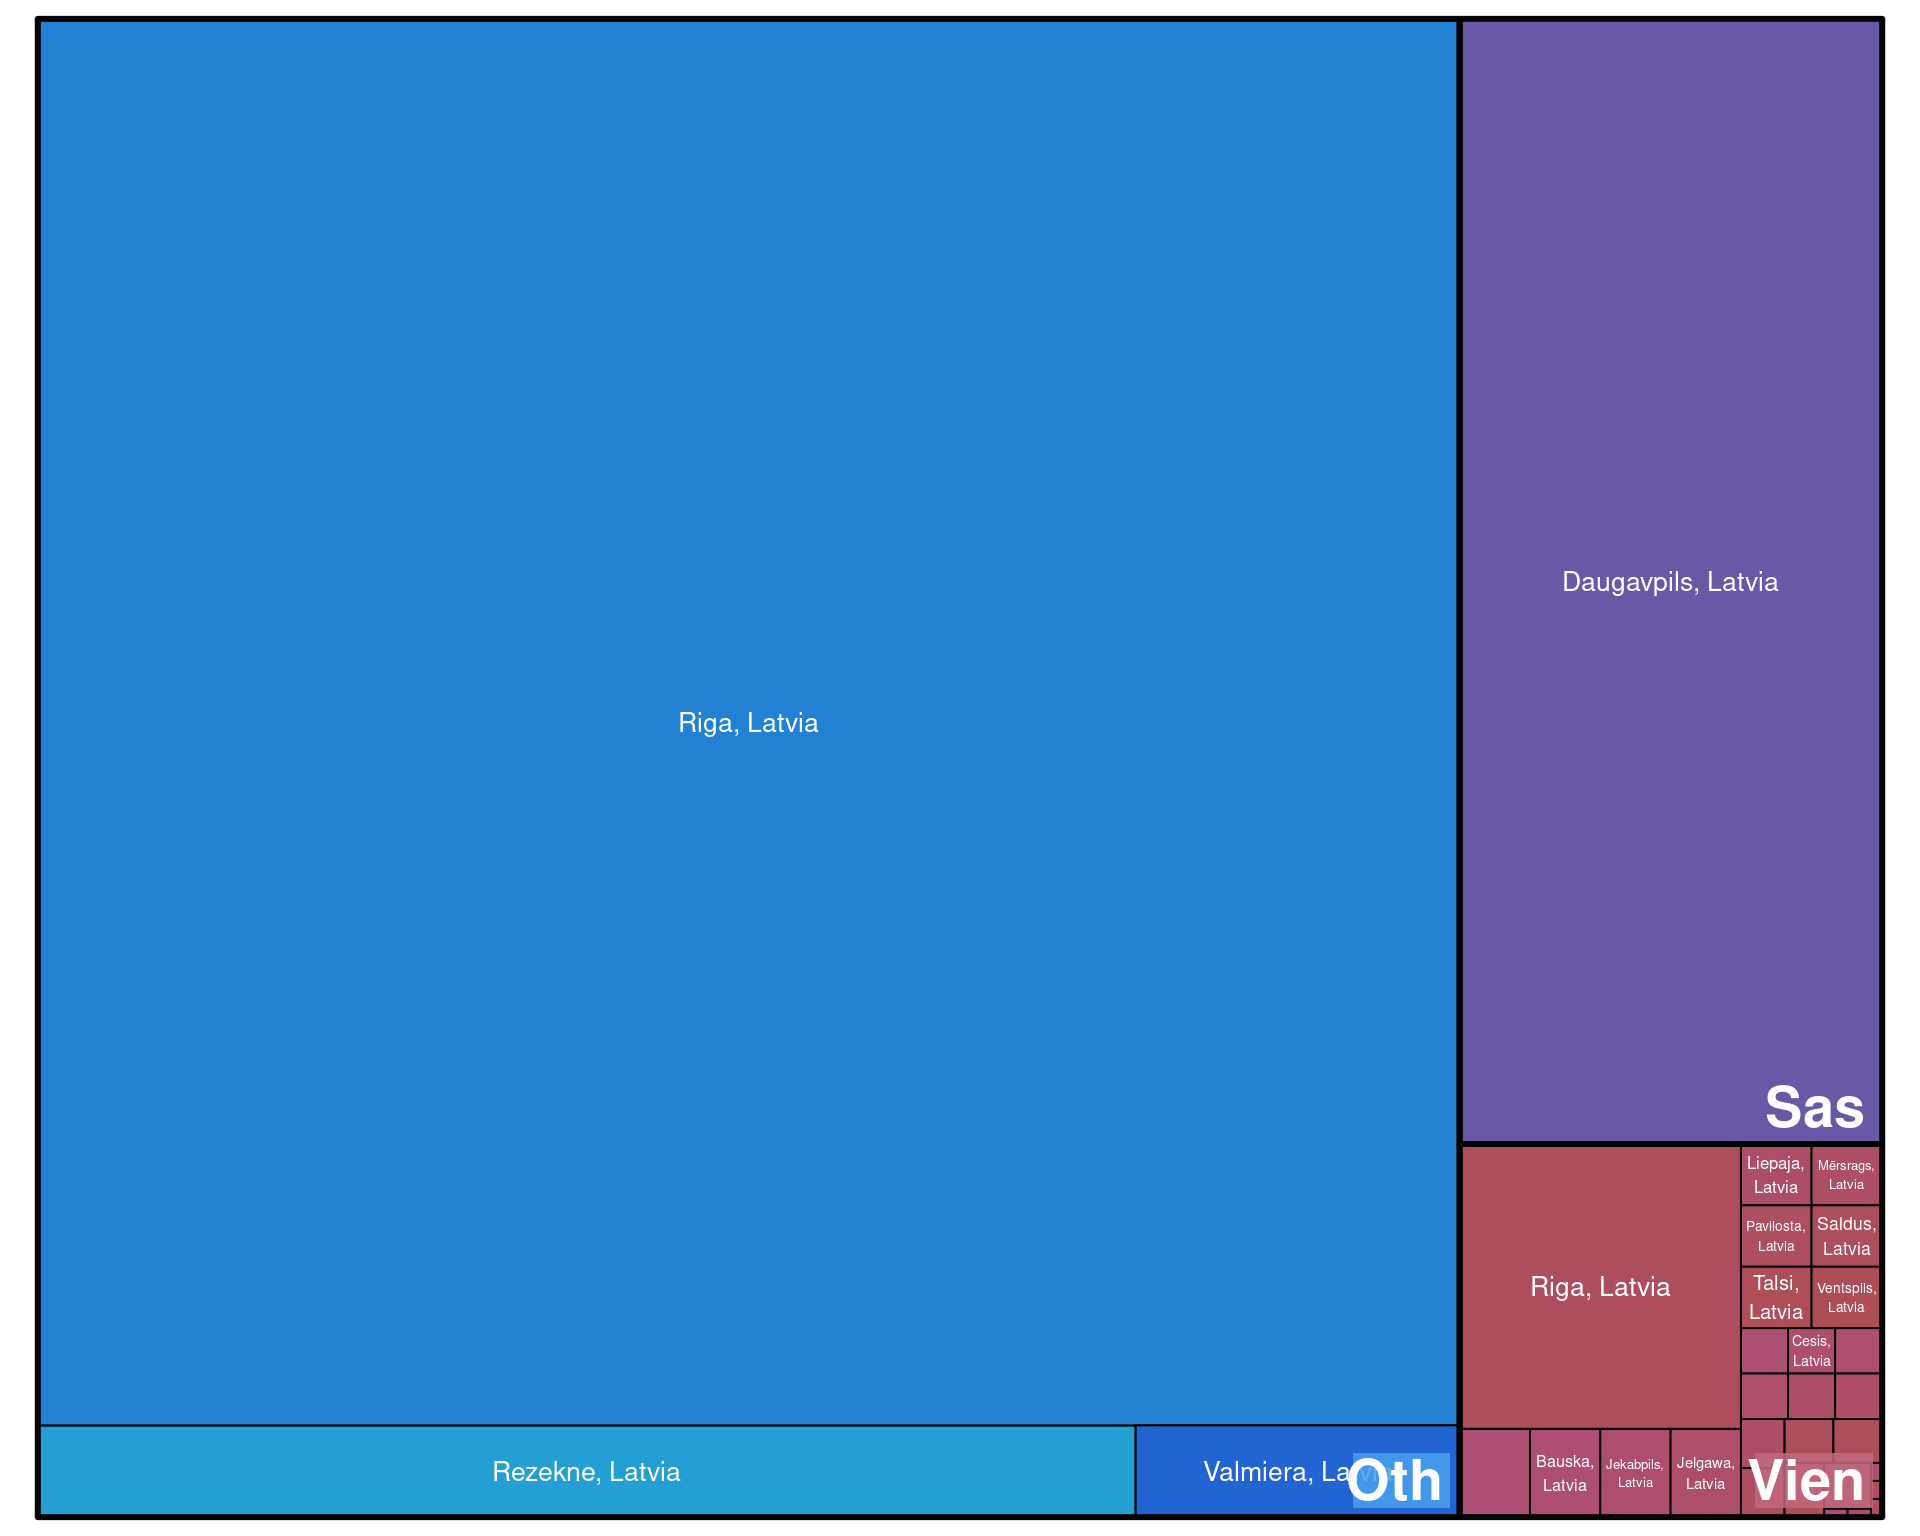 Riga, Latvia
Rezekne, Latvia
Valmiera, La
Oth
Daugavpils, Latvia
Sas
Riga, Latvia
Liepaja,
Latvia
Mērsrags,
Latvia
Pavilosta,
Latvia
Saldus,
Latvia
Talsi,
Latvia
Ventspils,
Latvia
Cesis,
Latvia
Bauska,
Latvia
Jekabpils,
Latvia
Jelgawa,
Latvia
Vien